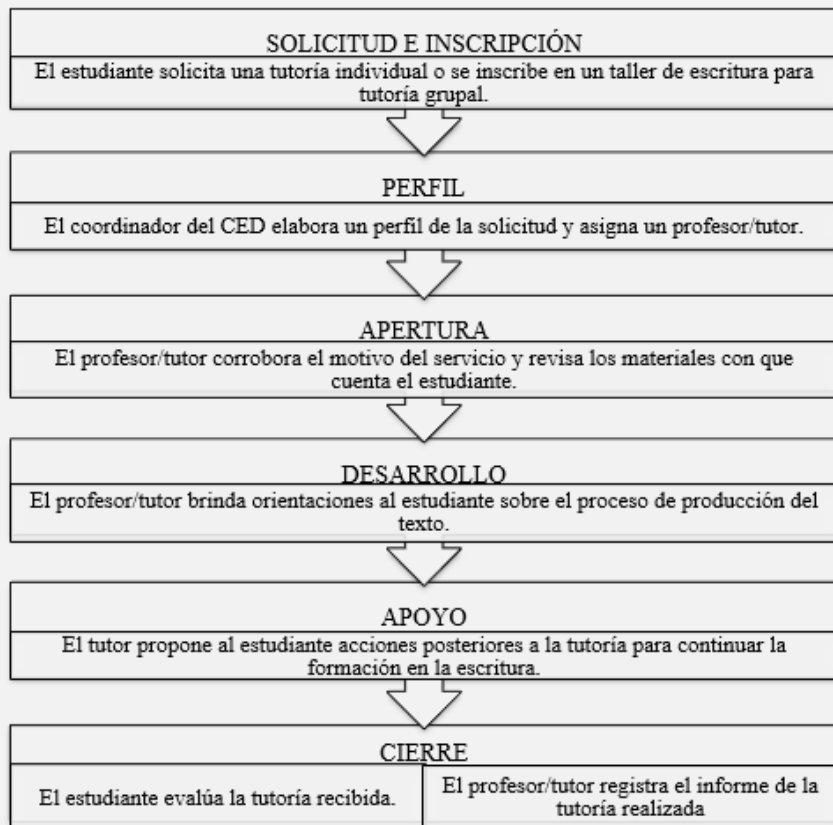 SOLICITUD E INSCRIPCIÓN
El estudiante solicita una tutoría individual o se inscribe en un taller de escritura para
tutoría grupal.
PERFIL
El coordinador del CED elabora un perfil de la solicitud y asigna un profesor/tutor.
APERTURA
El profesor/tutor corrobora el motivo del servicio y revisa los materiales con que
cuenta el estudiante.
DESARROLLO
El profesor/tutor brinda orientaciones al estudiante sobre el proceso de producción del
texto.
APOYO
El tutor propone al estudiante acciones posteriores a la tutoría para continuar la
formación en la escritura.
CIERRE
El estudiante evalúa la tutoría recibida.
El profesor/tutor registra el informe de la
tutoría realizada